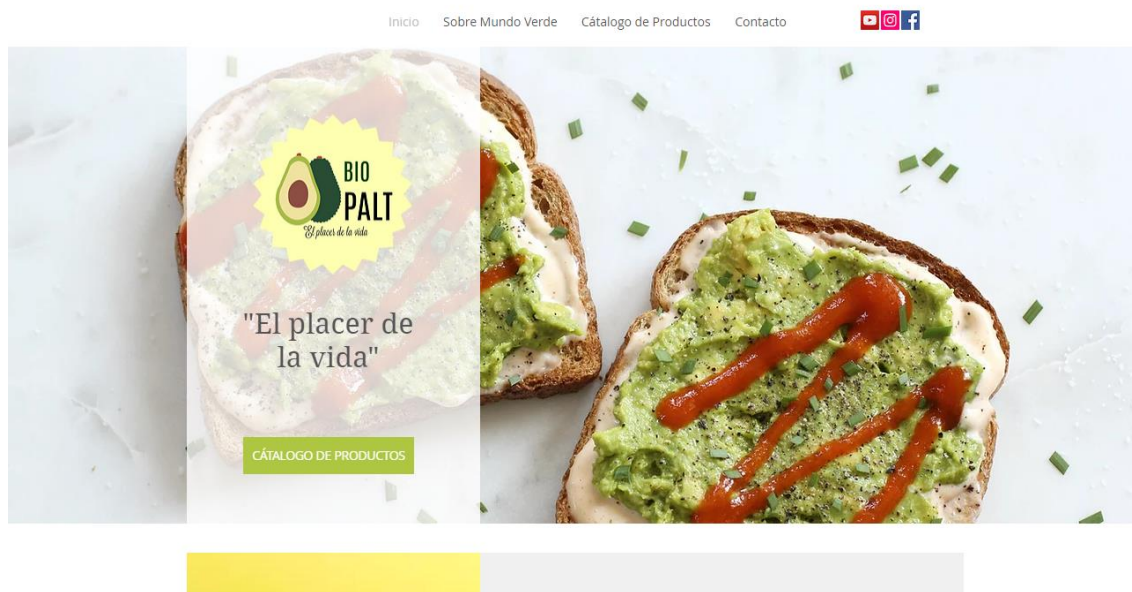 Inicio Sobre Mundo Verde Cátalogo de Productos Contacto
BIO
PALT
El placer de la vida
"El placer de
la vida"
CÁTALOGO DE PRODUCTOS